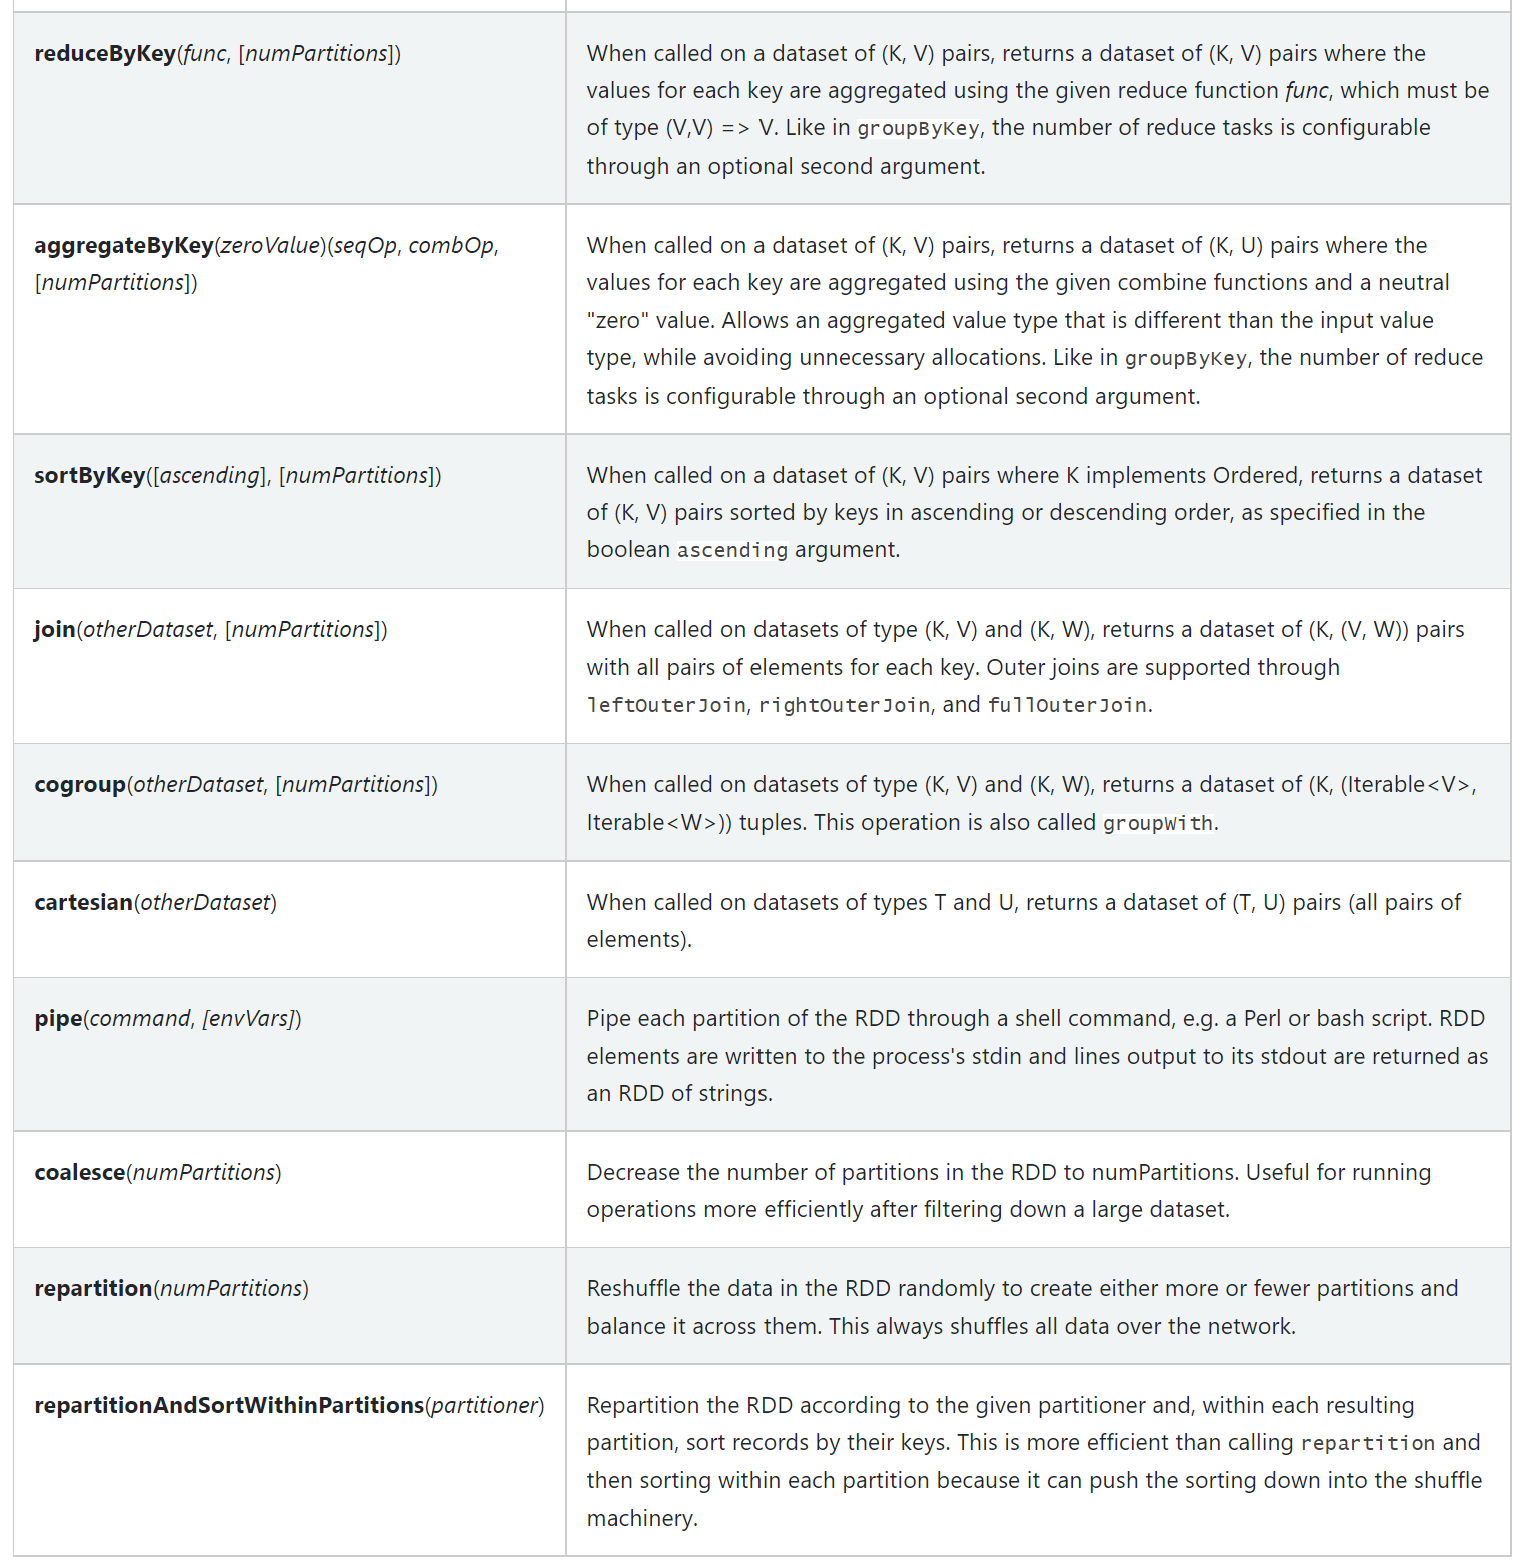 reduceByKey(func, [numPartitions])
When called on a dataset of (K, V) pairs, returns a dataset of (K, V) pairs where the
values for each key are aggregated using the given reduce function func, which must be
of type (V,V) => V. Like in groupByKey, the number of reduce tasks is configurable
through an optional second argument.
aggregateByKey(zeroValue)(seqOp, combOp,
[numPartitions])
When called on a dataset of (K, V) pairs, returns a dataset of (K, U) pairs where the
values for each key are aggregated using the given combine functions and a neutral
"zero" value. Allows an aggregated value type that is different than the input value
type, while avoiding unnecessary allocations. Like in groupByKey, the number of reduce
tasks is configurable through an optional second argument.
sortByKey([ascending], [numPartitions])
When called on a dataset of (K, V) pairs where K implements Ordered, returns a dataset
of (K, V) pairs sorted by keys in ascending or descending order, as specified in the
boolean ascending argument.
join(otherDataset, [numPartitions])
When called on datasets of type (K, V) and (K, W), returns a dataset of (K, (V, W)) pairs
with all pairs of elements for each key. Outer joins are supported through
leftOuterJoin, rightOuterJoin, and fullOuterJoin.
cogroup(otherDataset, [numPartitions])
When called on datasets of type (K, V) and (K, W), returns a dataset of (K, (Iterable<V>,
Iterable<W>)) tuples. This operation is also called groupWith.
cartesian(otherDataset)
When called on datasets of types T and U, returns a dataset of (T, U) pairs (all pairs of
elements).
pipe(command, [envVars])
Pipe each partition of the RDD through a shell command, e.g. a Perl or bash script. RDD
elements are written to the process's stdin and lines output to its stdout are returned as
an RDD of strings.
coalesce(numPartitions)
Decrease the number of partitions in the RDD to numPartitions. Useful for running
operations more efficiently after filtering down a large dataset.
repartition(numPartitions)
Reshuffle the data in the RDD randomly to create either more or fewer partitions and
balance it across them. This always shuffles all data over the network.
repartitionAndSortWithinPartitions(partitioner)
Repartition the RDD according to the given partitioner and, within each resulting
partition, sort records by their keys. This is more efficient than calling repartition and
then sorting within each partition because it can push the sorting down into the shuffle
machinery.